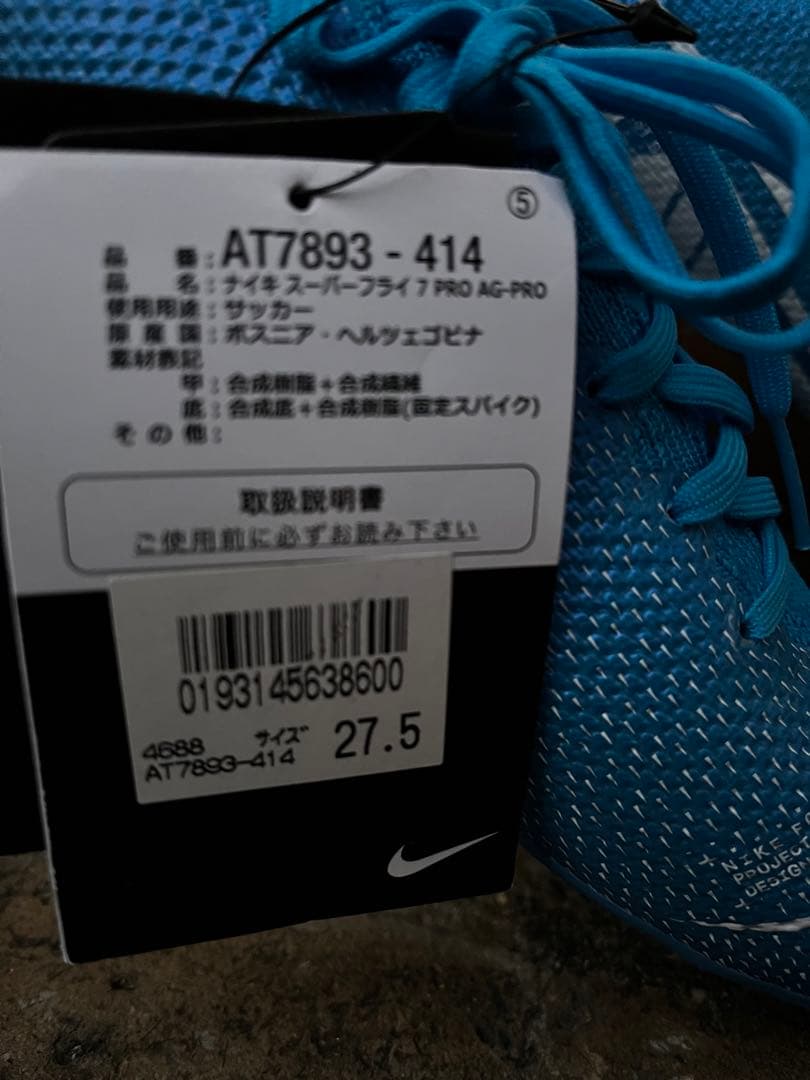 ⑤
品 番：AT7893 - 414
品 名：ナイキ スーパーフライ 7 PRO AG-PRO
使用用途：サッカー
原 産 国：ボスニア・ヘルツェゴビナ
素材表記
甲：合成樹脂＋合成繊維
底：合成底＋合成樹脂(固定スパイク)
そ の 他：
取扱説明書
ご使用前に必ずお読み下さい
0193145638600
4688 サイズ 27.5
AT7893-414
NIKE
PROJECT
DESIGN